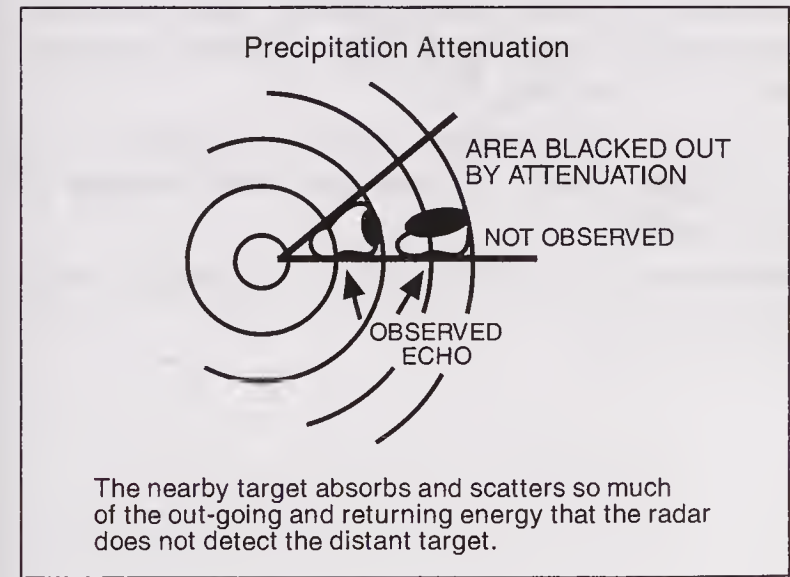 Precipitation Attenuation
AREA BLACKED OUT
BY ATTENUATION
NOT OBSERVED
OBSERVED
ECHO
The nearby target absorbs and scatters so much
of the out-going and returning energy that the radar
does not detect the distant target.